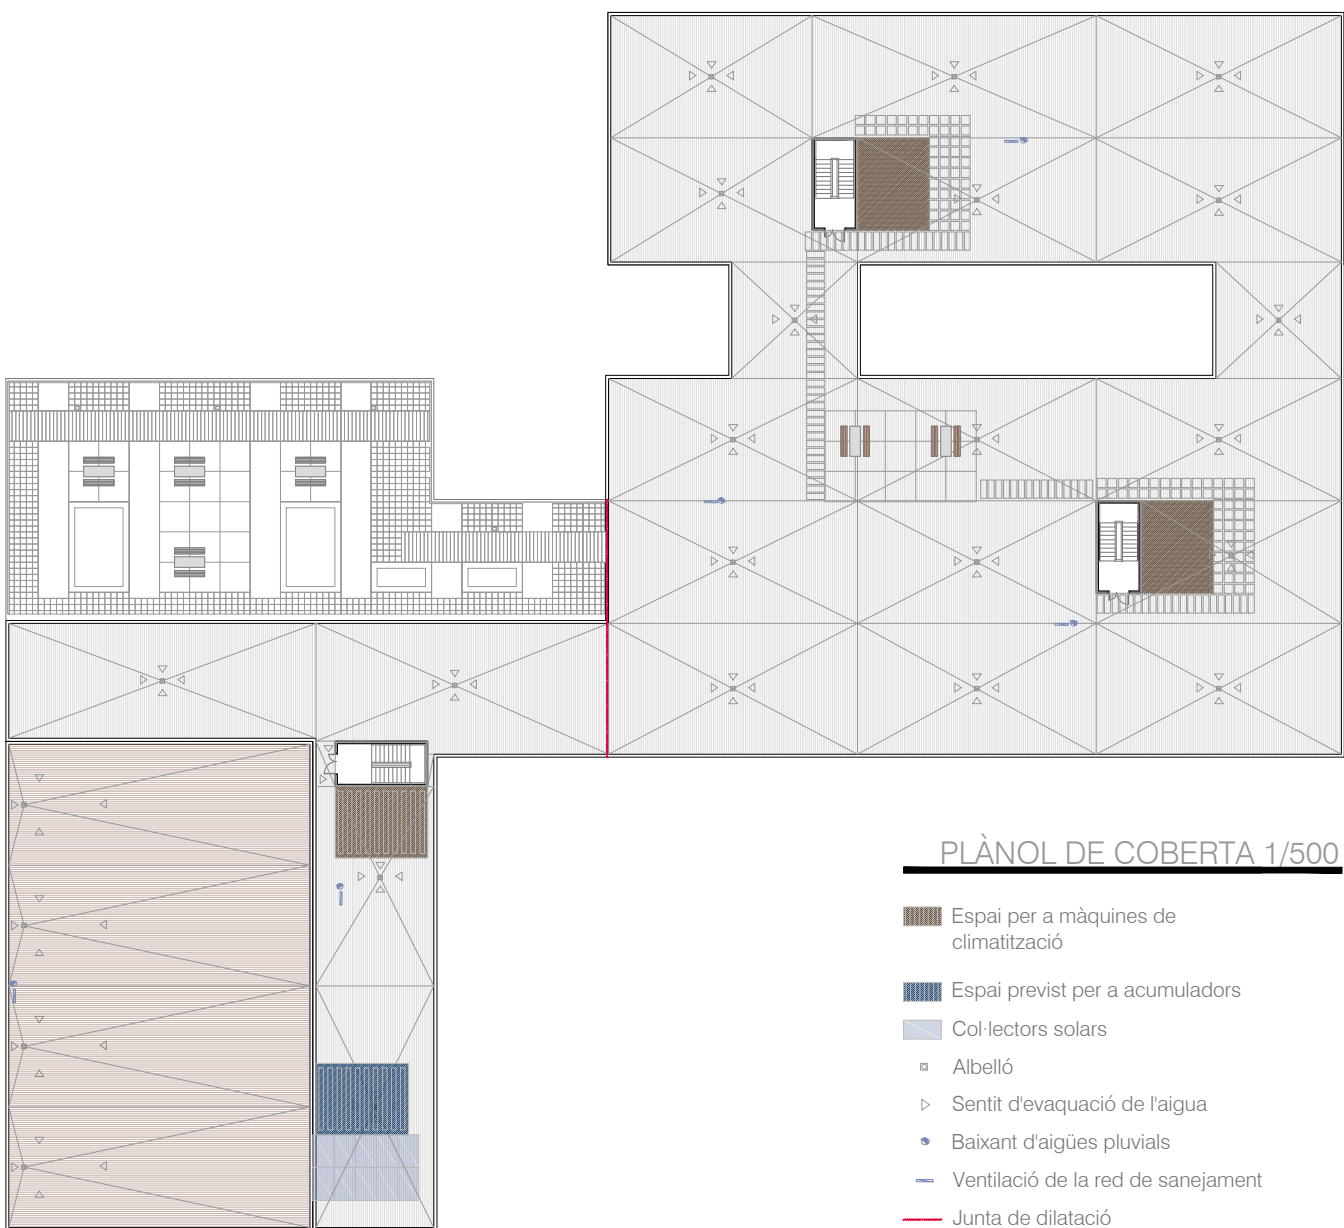 PLÀNOL DE COBERTA 1/500
Espai per a màquines de
climatització
Espai previst per a acumuladors
Col·lectors solars
Albelló
Sentit d'evaquació de l'aigua
Baixant d'aigües pluvials
Ventilació de la red de sanejament
Junta de dilatació